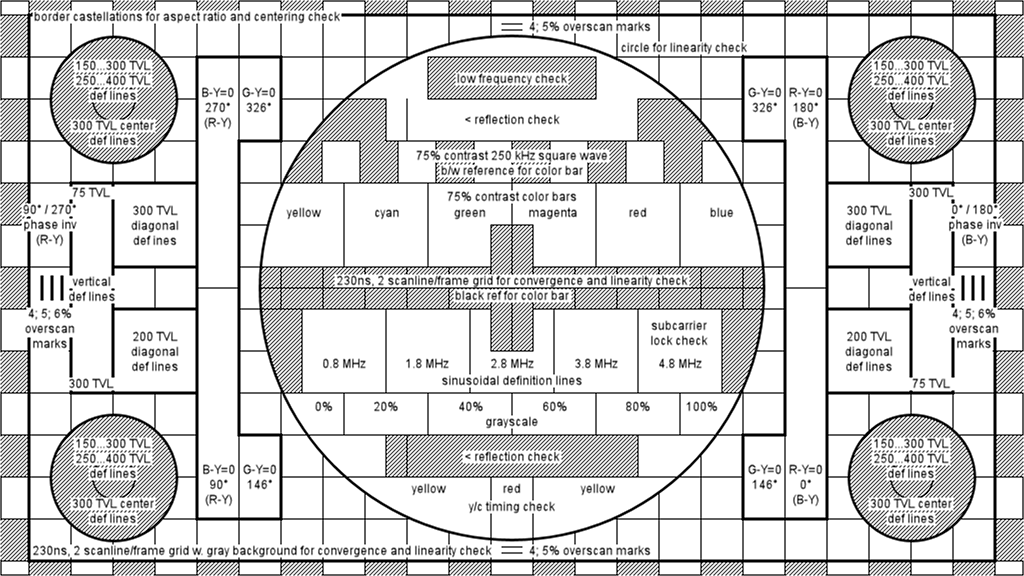 border castellations for aspect ratio and centering check
4; 5% overscan marks
circle for linearity check
150...300 TVL
250...400 TVL
def lines
300 TVL center
def lines
B-Y=0
270°
(R-Y)
G-Y=0
326°
low frequency check
< reflection check
G-Y=0
326°
R-Y=0
180°
(B-Y)
150...300 TVL
250...400 TVL
def lines
300 TVL center
def lines
75% contrast 250 kHz square wave
b/w reference for color bar
75 TVL
90° / 270°
phase inv
(R-Y)
300 TVL
diagonal
def lines
75% contrast color bars
yellow
cyan
green
magenta
red
blue
300 TVL
diagonal
def lines
300 TVL
0° / 180°
phase inv
(B-Y)
vertical
def lines
230ns, 2 scanline/frame grid for convergence and linearity check
black ref for color bar
vertical
def lines
4; 5; 6%
overscan
marks
200 TVL
diagonal
def lines
300 TVL
subcarrier
lock check
0.8 MHz
1.8 MHz
2.8 MHz
3.8 MHz
4.8 MHz
sinusoidal definition lines
200 TVL
diagonal
def lines
75 TVL
4; 5; 6%
overscan
marks
0%
20%
40%
60%
80%
100%
grayscale
150...300 TVL
250...400 TVL
def lines
300 TVL center
def lines
B-Y=0
90°
(R-Y)
G-Y=0
146°
< reflection check
yellow
red
yellow
y/c timing check
G-Y=0
146°
R-Y=0
0°
(B-Y)
150...300 TVL
250...400 TVL
def lines
300 TVL center
def lines
230ns, 2 scanline/frame grid w. gray background for convergence and linearity check
4; 5% overscan marks